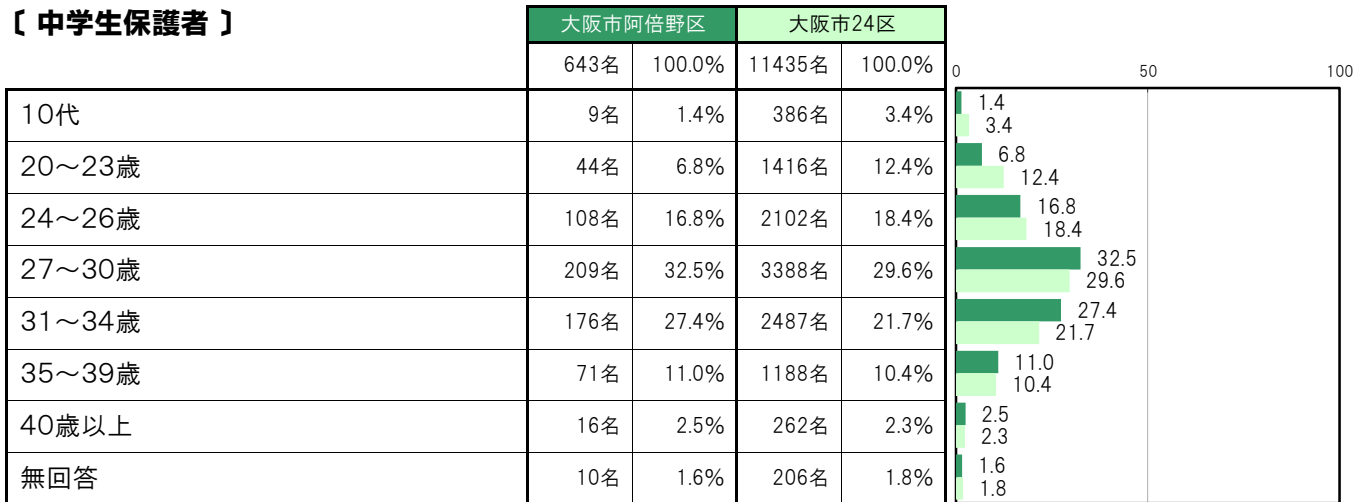 〔 中学生保護者 〕
大阪市阿倍野区 大阪市24区
643名 100.0% 11435名 100.0%
0 50 100
10代 9名 1.4% 386名 3.4%
1.4
3.4
20～23歳 44名 6.8% 1416名 12.4%
6.8
12.4
24～26歳 108名 16.8% 2102名 18.4%
16.8
18.4
27～30歳 209名 32.5% 3388名 29.6%
32.5
29.6
31～34歳 176名 27.4% 2487名 21.7%
27.4
21.7
35～39歳 71名 11.0% 1188名 10.4%
11.0
10.4
40歳以上 16名 2.5% 262名 2.3%
2.5
2.3
無回答 10名 1.6% 206名 1.8%
1.6
1.8